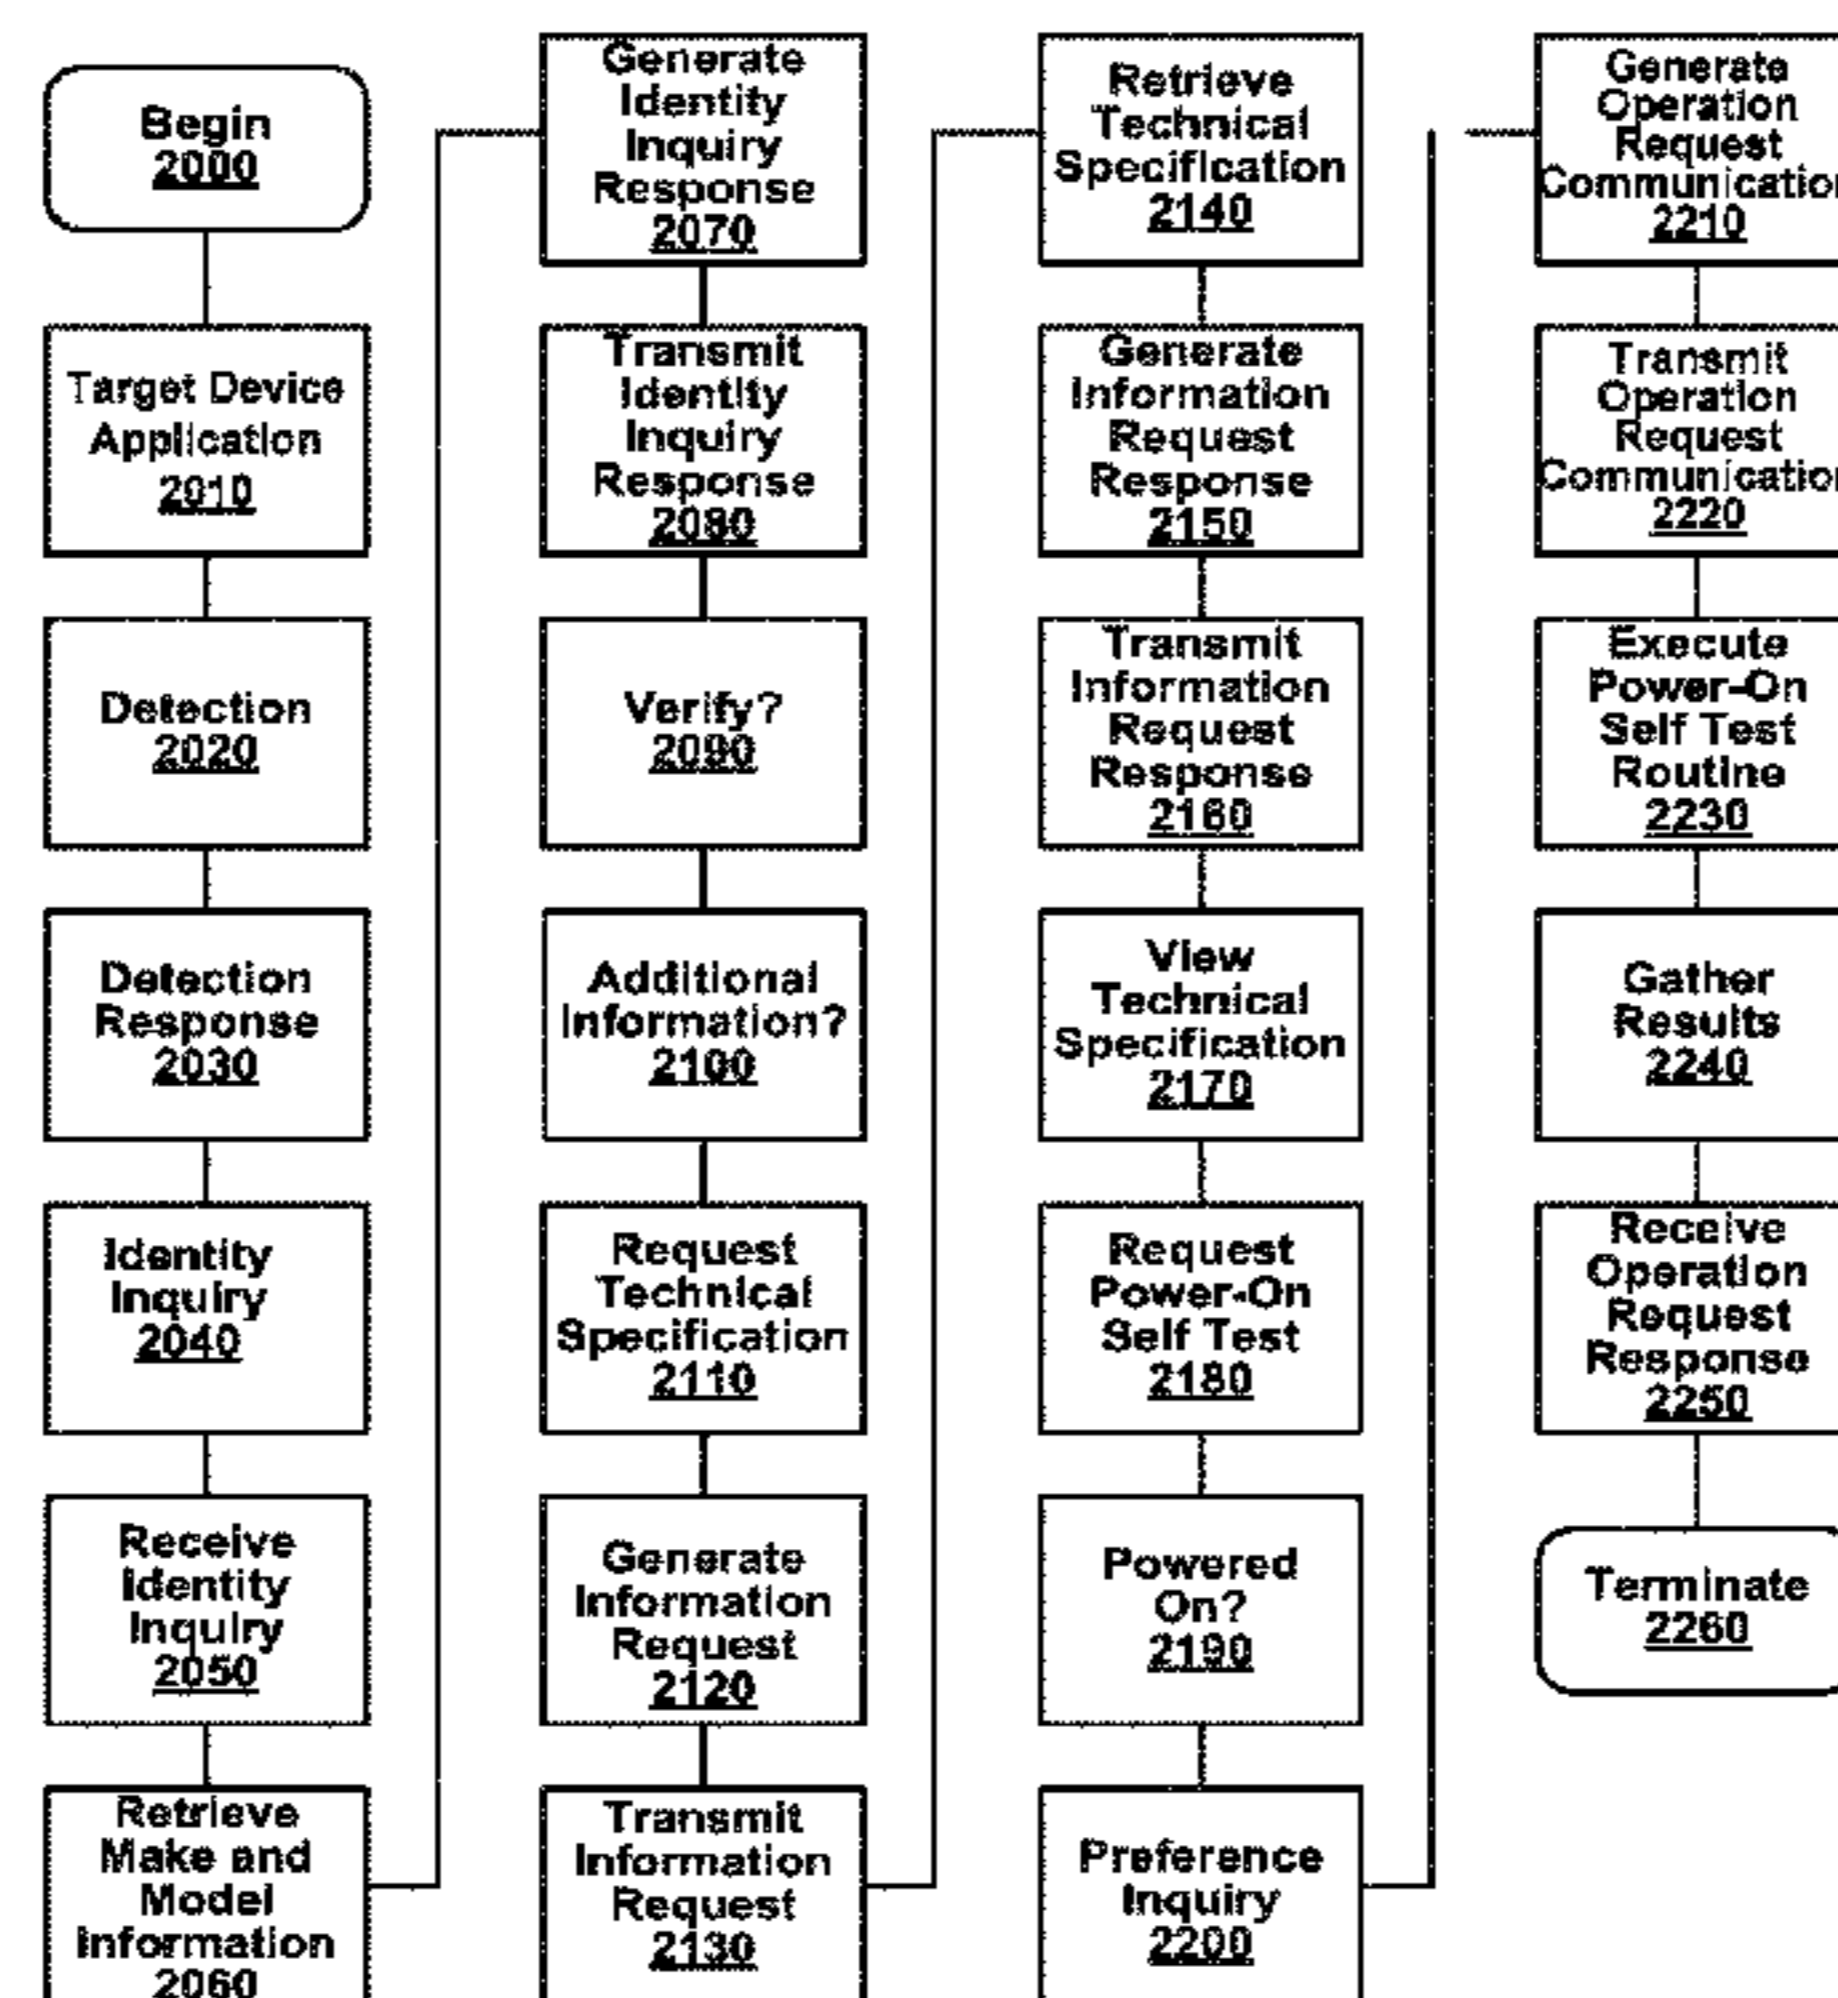 Begin
2000
Target Device
Application
2010
Detection
2020
Detection
Response
2030
Identity
Inquiry
2040
Receive
Identity
Inquiry
2050
Retrieve
Make and
Model
Information
2060
Generate
Identity
Inquiry
Response
2070
Transmit
Identity
Inquiry
Response
2080
Verify?
2090
Additional
Information?
2100
Request
Technical
Specification
2110
Generate
Information
Request
2120
Transmit
Information
Request
2130
Retrieve
Technical
Specification
2140
Generate
Information
Request
Response
2150
Transmit
Information
Request
Response
2160
View
Technical
Specification
2170
Request
Power-On
Self Test
2180
Powered
On?
2190
Preference
Inquiry
2200
Generate
Operation
Request
Communication
2210
Transmit
Operation
Request
Communication
2220
Execute
Power-On
Self Test
Routine
2230
Gather
Results
2240
Receive
Operation
Request
Response
2250
Terminate
2260